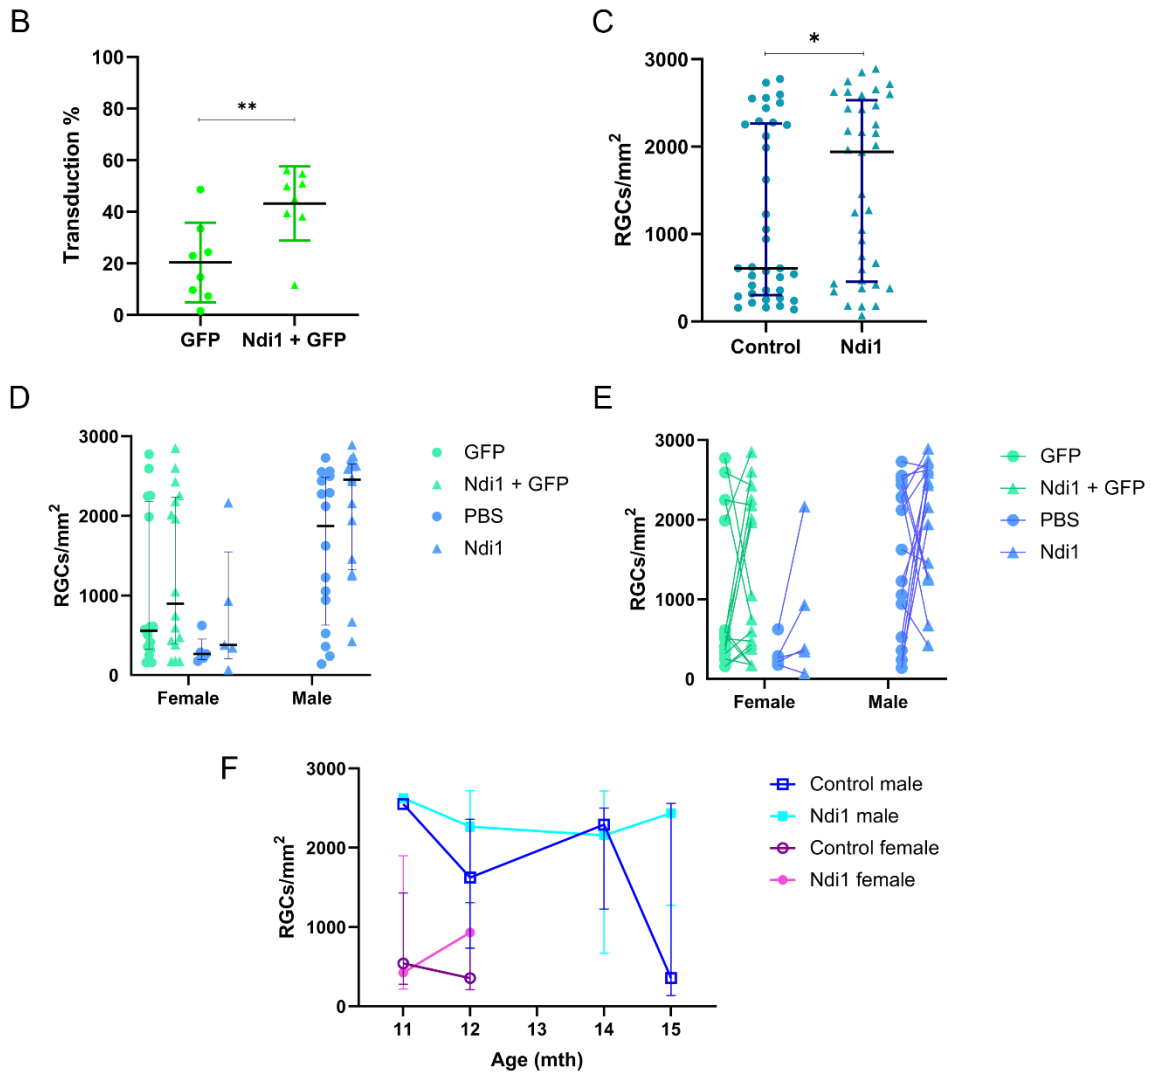 B
100
80
60
40
20
0
Transduction %
**
GFP
Ndi1 + GFP
C
3000
2000
1000
0
RGCs/mm²
*
Control
Ndi1
D
3000
2000
1000
0
RGCs/mm²
Female
Male
GFP
Ndi1 + GFP
PBS
Ndi1
E
3000
2000
1000
0
RGCs/mm²
Female
Male
GFP
Ndi1 + GFP
PBS
Ndi1
F
3000
2000
1000
0
RGCs/mm²
11 12 13 14 15
Age (mth)
Control male
Ndi1 male
Control female
Ndi1 female